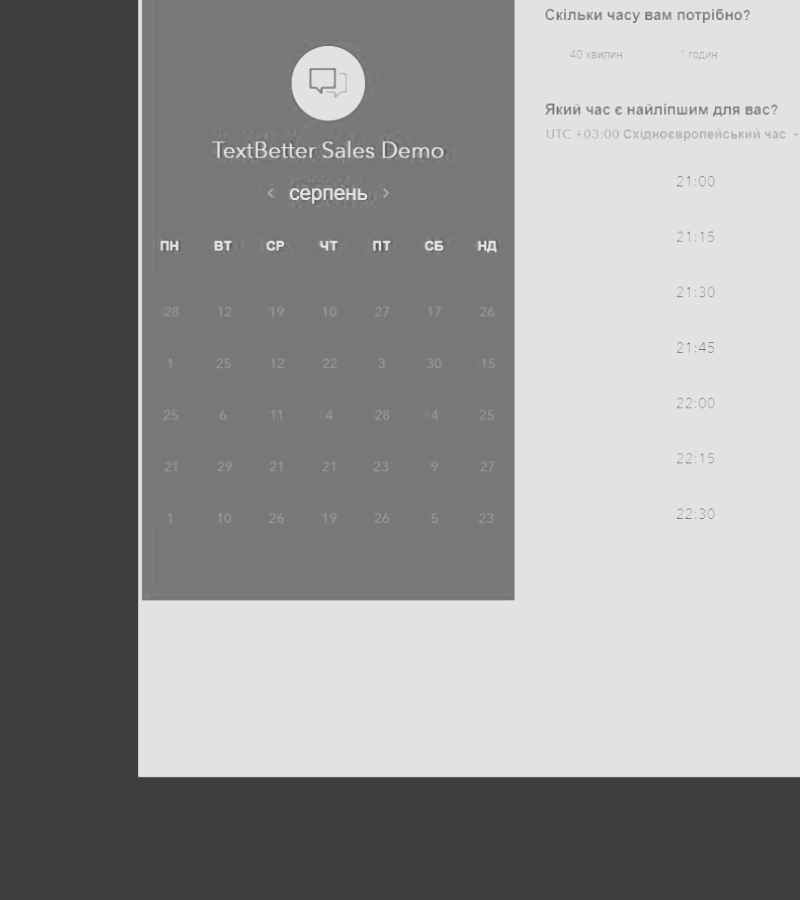 TextBetter Sales Demo
‹ серпень ›
ПН ВТ СР ЧТ ПТ СБ НД
28 12 19 10 27 17 26
1 25 12 22 3 30 15
25 6 11 4 28 4 25
21 29 21 21 23 9 27
1 10 26 19 26 5 23
Скільки часу вам потрібно?
40 хвилин 1 годин
Який час є найліпшим для вас?
UTC +03:00 Східноєвропейський час
21:00
21:15
21:30
21:45
22:00
22:15
22:30